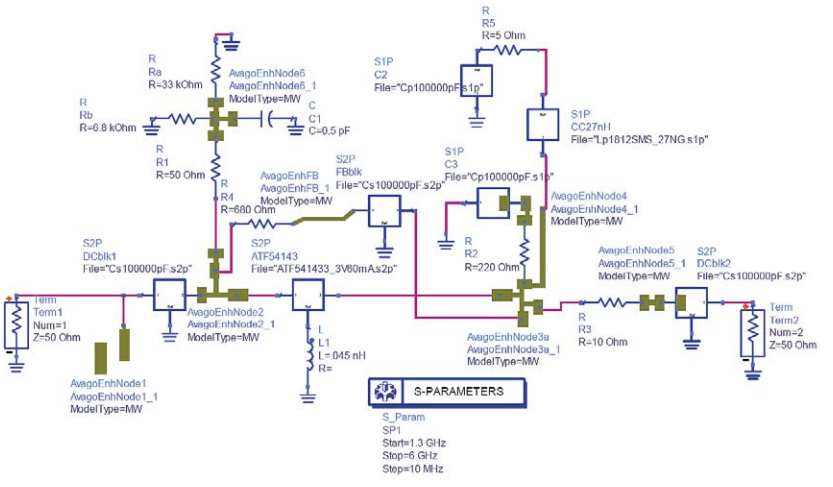 R
Ra
R=33 kOhm
AvagoEnhNode6
AvagoEnhNode6_1
ModelType=MW
R
Rb
R=6.8 kOhm
C
C1
C=0.5 pF
R
R1
R=50 Ohm
R
R4
R=680 Ohm
AvagoEnhFB
AvagoEnhFB_1
ModelType=MW
S2P
FBblk
File="Cs100000pF.s2p"
R
R5
R=5 Ohm
S1P
C2
File="Cp100000pF.s1p"
S1P
CC27nH
File="Lp1812SMS_27NG.s1p"
S1P
C3
File="Cp100000pF.s1p"
AvagoEnhNode4
AvagoEnhNode4_1
ModelType=MW
R
R2
R=220 Ohm
S2P
DCblk1
File="Cs100000pF.s2p"
S2P
ATF54143
File="ATF541433_3V60mA.s2p"
AvagoEnhNode5
AvagoEnhNode5_1
ModelType=MW
S2P
DCblk2
File="Cs100000pF.s2p"
Term
Term1
Num=1
Z=50 Ohm
AvagoEnhNode2
AvagoEnhNode2_1
ModelType=MW
L
L1
L=.045 nH
R=
AvagoEnhNode3a
AvagoEnhNode3a_1
ModelType=MW
R
R3
R=10 Ohm
Term
Term2
Num=2
Z=50 Ohm
AvagoEnhNode1
AvagoEnhNode1_1
ModelType=MW
S-PARAMETERS
S_Param
SP1
Start=1.3 GHz
Stop=6 GHz
Step=10 MHz